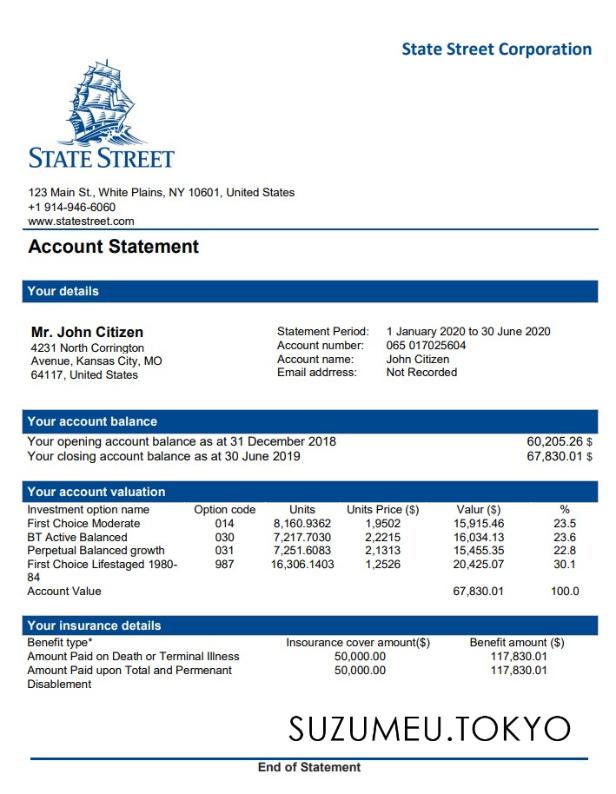 State Street Corporation
STATE STREET
123 Main St., White Plains, NY 10601, United States
+1 914-946-6060
www.statestreet.com
Account Statement
Your details
Mr. John Citizen
4231 North Corrington
Avenue, Kansas City, MO
64117, United States
Statement Period: 1 January 2020 to 30 June 2020
Account number: 065 017025604
Account name: John Citizen
Email adrress: Not Recorded
Your account balance
Your opening account balance as at 31 December 2018 60,205.26 $
Your closing account balance as at 30 June 2019 67,830.01 $
Your account valuation
Investment option name Option code Units Units Price ($) Valur ($) %
First Choice Moderate 014 8,160.9362 1,9502 15,915.46 23.5
BT Active Balanced 030 7,217.7030 2,2215 16,034.13 23.6
Perpetual Balanced growth 031 7,251.6083 2,1313 15,455.35 22.8
First Choice Lifestaged 1980- 987 16,306.1403 1,2526 20,425.07 30.1
84
Account Value 67,830.01 100.0
Your insurance details
Benefit type* Insourance cover amount($) Benefit amount ($)
Amount Paid on Death or Terminal Illness 50,000.00 117,830.01
Amount Paid upon Total and Permenant 50,000.00 117,830.01
Disablement
SUZUMEU.TOKYO
End of Statement